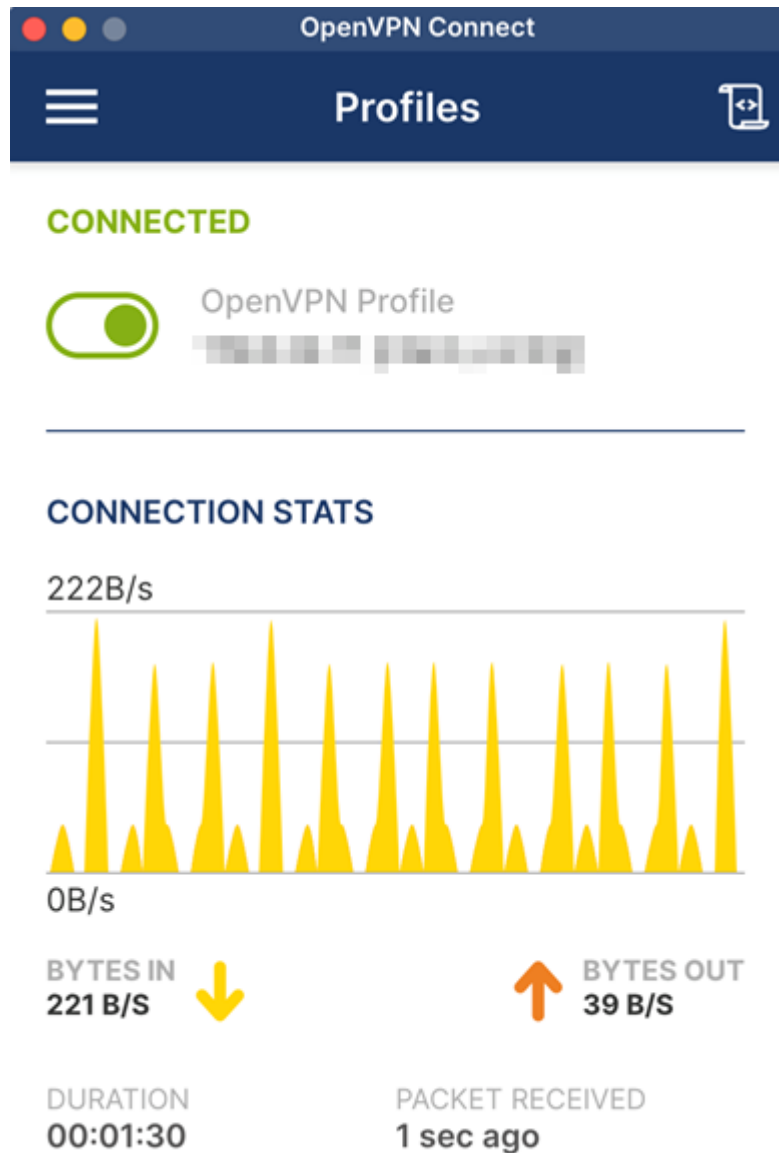 OpenVPN Connect
Profiles
CONNECTED
OpenVPN Profile
CONNECTION STATS
222B/s
0B/s
BYTES IN
221 B/S
BYTES OUT
39 B/S
DURATION
00:01:30
PACKET RECEIVED
1 sec ago